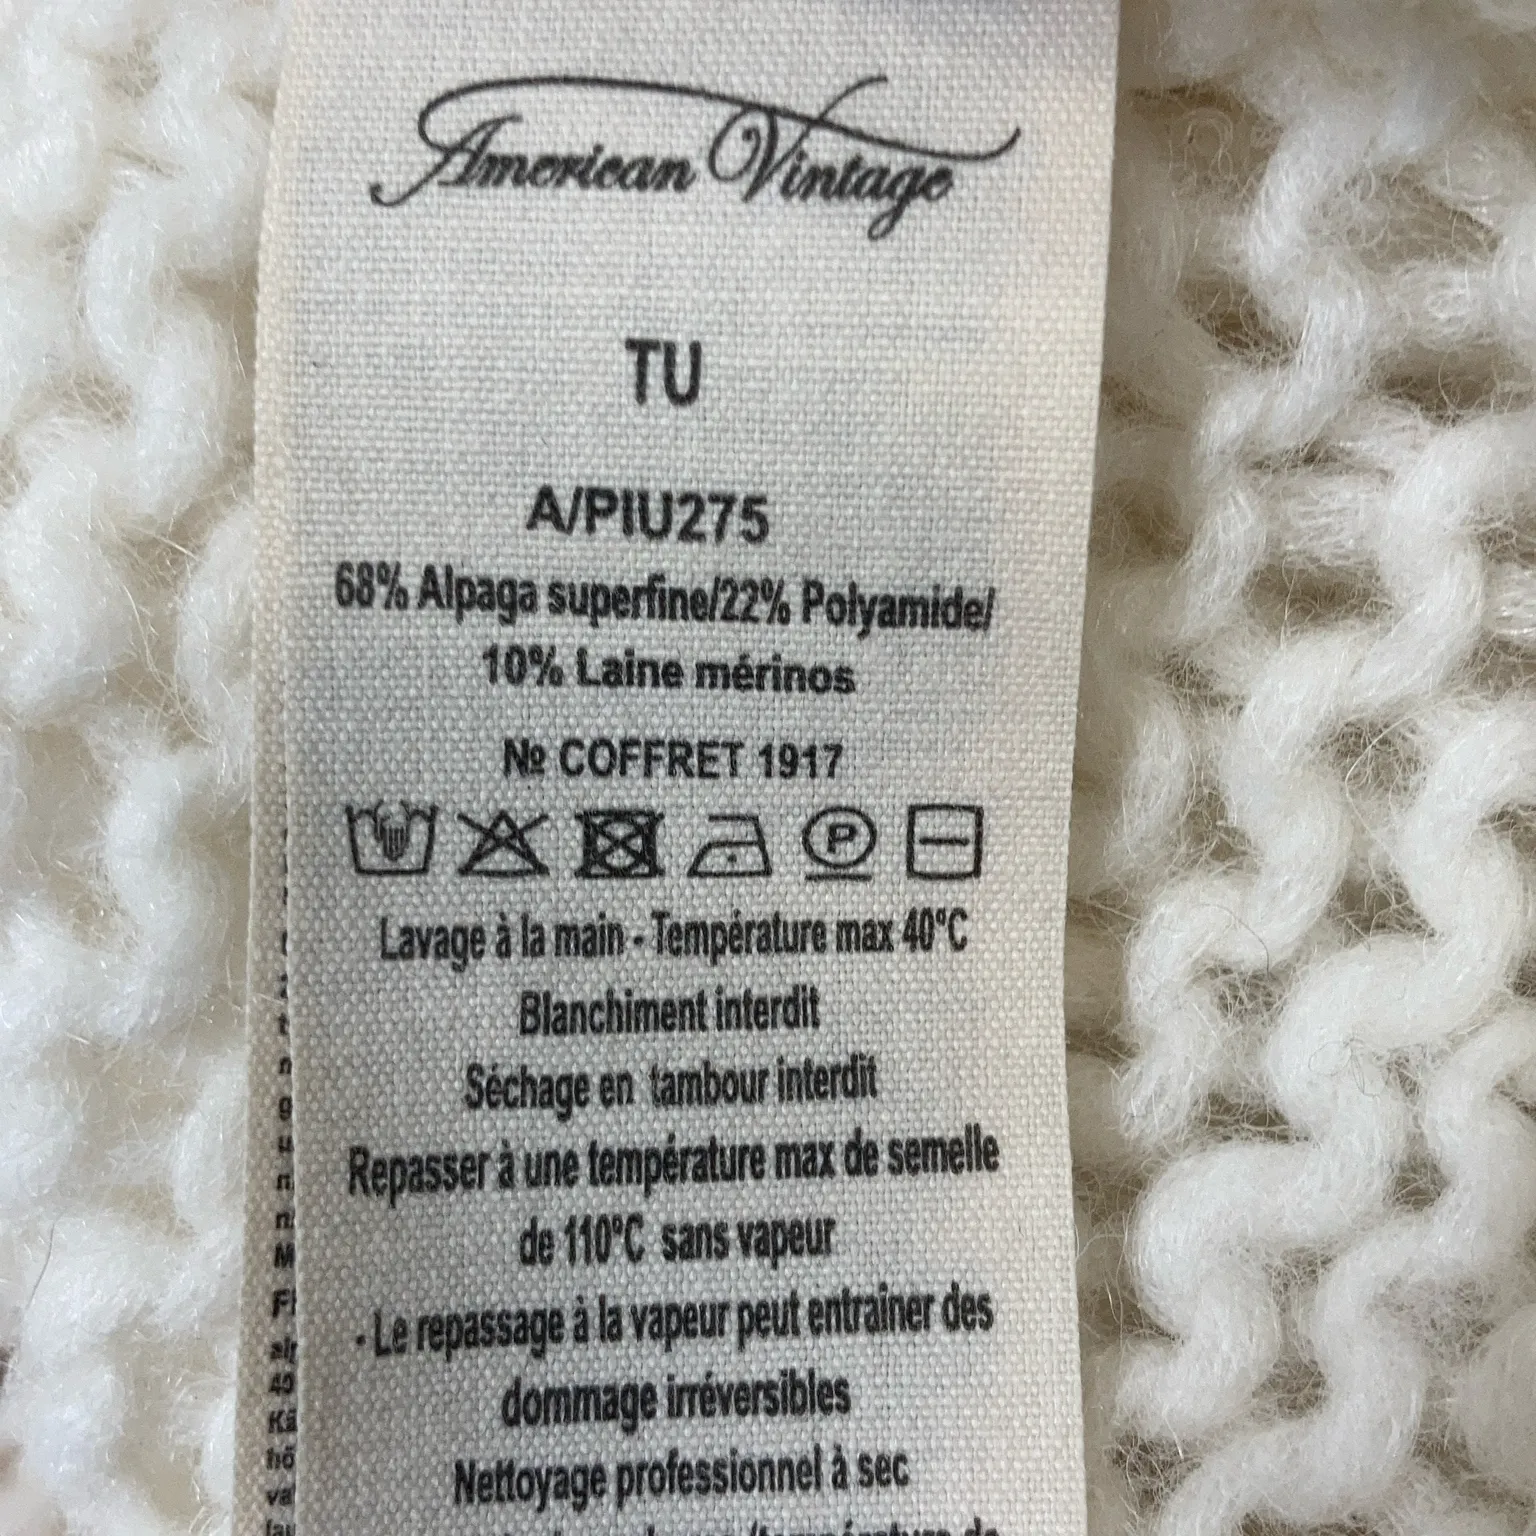 American Vintage
TU
A/PIU275
68% Alpaga superfine/22% Polyamide/
10% Laine mérinos
№ COFFRET 1917
P
Lavage à la main - Température max 40°C
Blanchiment interdit
Séchage en tambour interdit
Repasser à une température max de semelle
de 110°C sans vapeur
- Le repassage à la vapeur peut entraîner des
dommage irréversibles
Nettoyage professionnel à sec